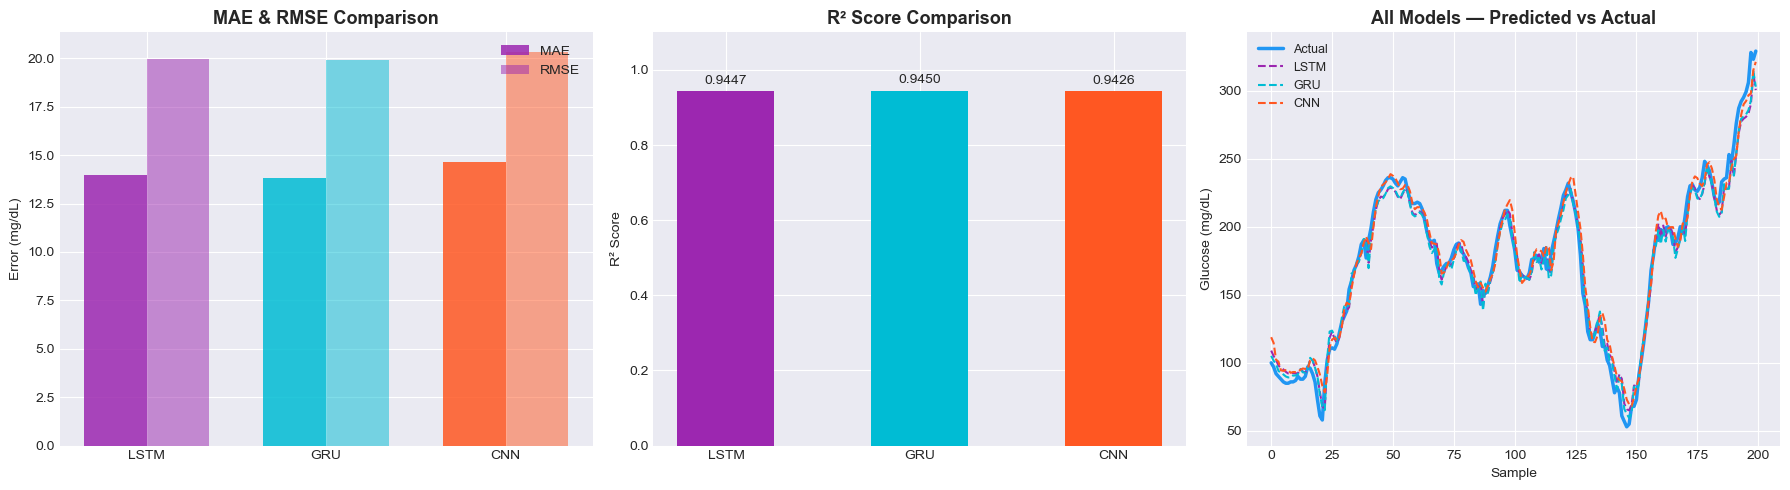 MAE & RMSE Comparison
Error (mg/dL)
20.0
17.5
15.0
12.5
10.0
7.5
5.0
2.5
0.0
LSTM GRU CNN
MAE
RMSE
R² Score Comparison
R² Score
1.0
0.8
0.6
0.4
0.2
0.0
0.9447 0.9450 0.9426
LSTM GRU CNN
All Models — Predicted vs Actual
Glucose (mg/dL)
300
250
200
150
100
50
Actual
LSTM
GRU
CNN
0 25 50 75 100 125 150 175 200
Sample